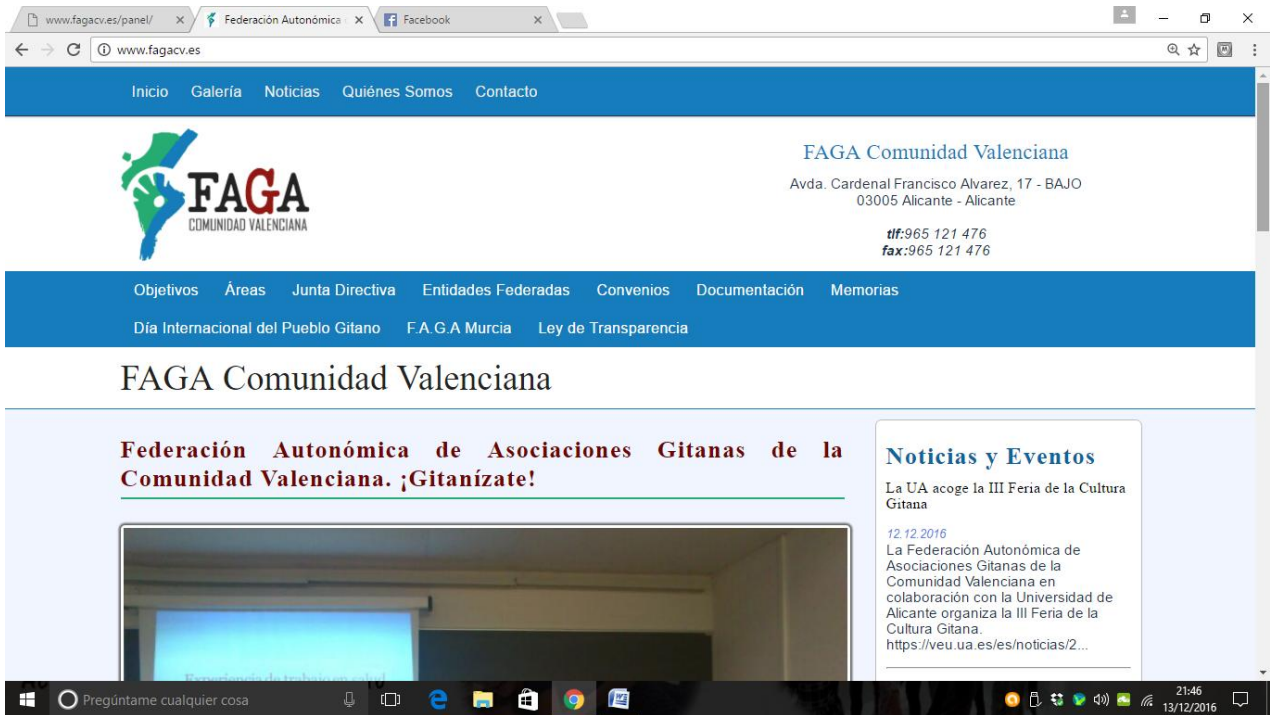 www.fagacv.es/panel/
Federación Autonómica
Facebook
www.fagacv.es
Inicio Galería Noticias Quiénes Somos Contacto
FAGA
COMUNIDAD VALENCIANA
FAGA Comunidad Valenciana
Avda. Cardenal Francisco Alvarez, 17 - BAJO
03005 Alicante - Alicante
tlf:965 121 476
fax:965 121 476
Objetivos Áreas Junta Directiva Entidades Federadas Convenios Documentación Memorias
Día Internacional del Pueblo Gitano F.A.G.A Murcia Ley de Transparencia
FAGA Comunidad Valenciana
Federación Autonómica de Asociaciones Gitanas de la
Comunidad Valenciana. ¡Gitanízate!
Experiencia de trabajo en salud
Noticias y Eventos
La UA acoge la III Feria de la Cultura
Gitana
12.12.2016
La Federación Autonómica de
Asociaciones Gitanas de la
Comunidad Valenciana en
colaboración con la Universidad de
Alicante organiza la III Feria de la
Cultura Gitana.
https://veu.ua.es/es/noticias/2...
Pregúntame cualquier cosa
21:46
13/12/2016